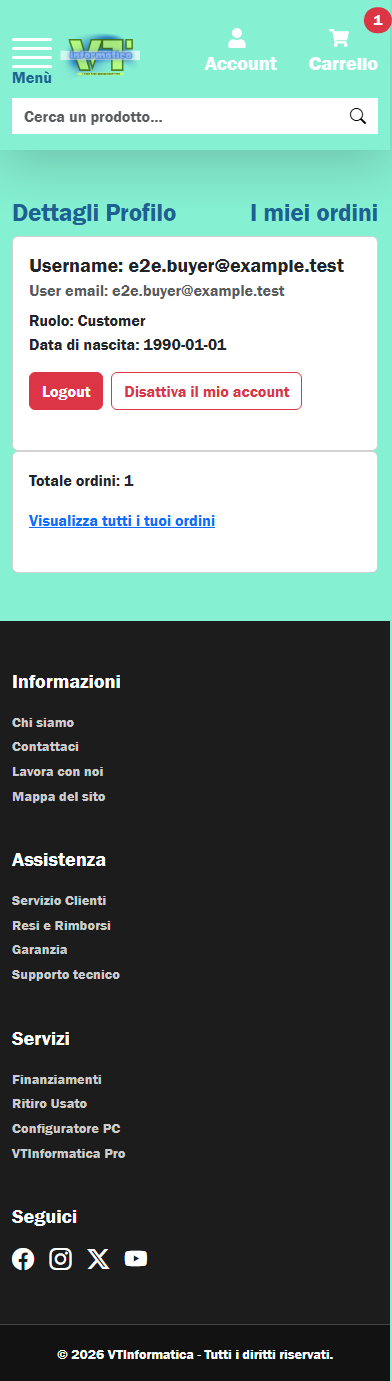 1
Menù
VTi
Informatica
Account
Carrello
Cerca un prodotto...
Dettagli Profilo
I miei ordini
Username: e2e.buyer@example.test
User email: e2e.buyer@example.test
Ruolo: Customer
Data di nascita: 1990-01-01
Logout
Disattiva il mio account
Totale ordini: 1
Visualizza tutti i tuoi ordini
Informazioni
Chi siamo
Contattaci
Lavora con noi
Mappa del sito
Assistenza
Servizio Clienti
Resi e Rimborsi
Garanzia
Supporto tecnico
Servizi
Finanziamenti
Ritiro Usato
Configuratore PC
VTInformatica Pro
Seguici
© 2026 VTInformatica - Tutti i diritti riservati.